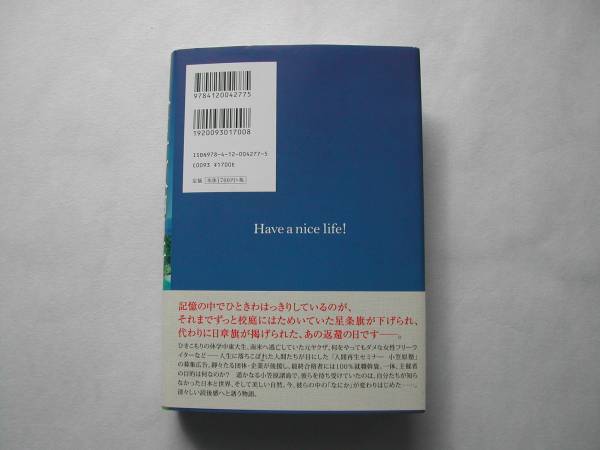 9784120042775
1920093017008
ISBN978-4-12-004277-5
C0093 ¥1700E
定価 本体1700円+税
Have a nice life!
記憶の中でひときわはっきりしているのが、
それまでずっと校庭にはためいていた星条旗が下げられ、
代わりに日章旗が掲げられた、あの返還の日です――。
ひきこもりの休学中東大生、南米へ逃亡していた元ヤクザ、何をやってもダメな女性フリーラ
イターなど――人生に落ちこぼれた人間たちが目にした「人間再生セミナー 小笠原塾」
の募集広告。錚々たる団体・企業が後援し、最終合格者には100%就職斡旋。一体、主催者
の目的は何なのか? 遥かなる小笠原諸島で、彼らを待ち受けていたのは、自分たちが知ら
なかった日本と世界、そして美しい自然。今、彼らの中の「なにか」が変わりはじめた……。
清々しい読後感へと誘う物語。